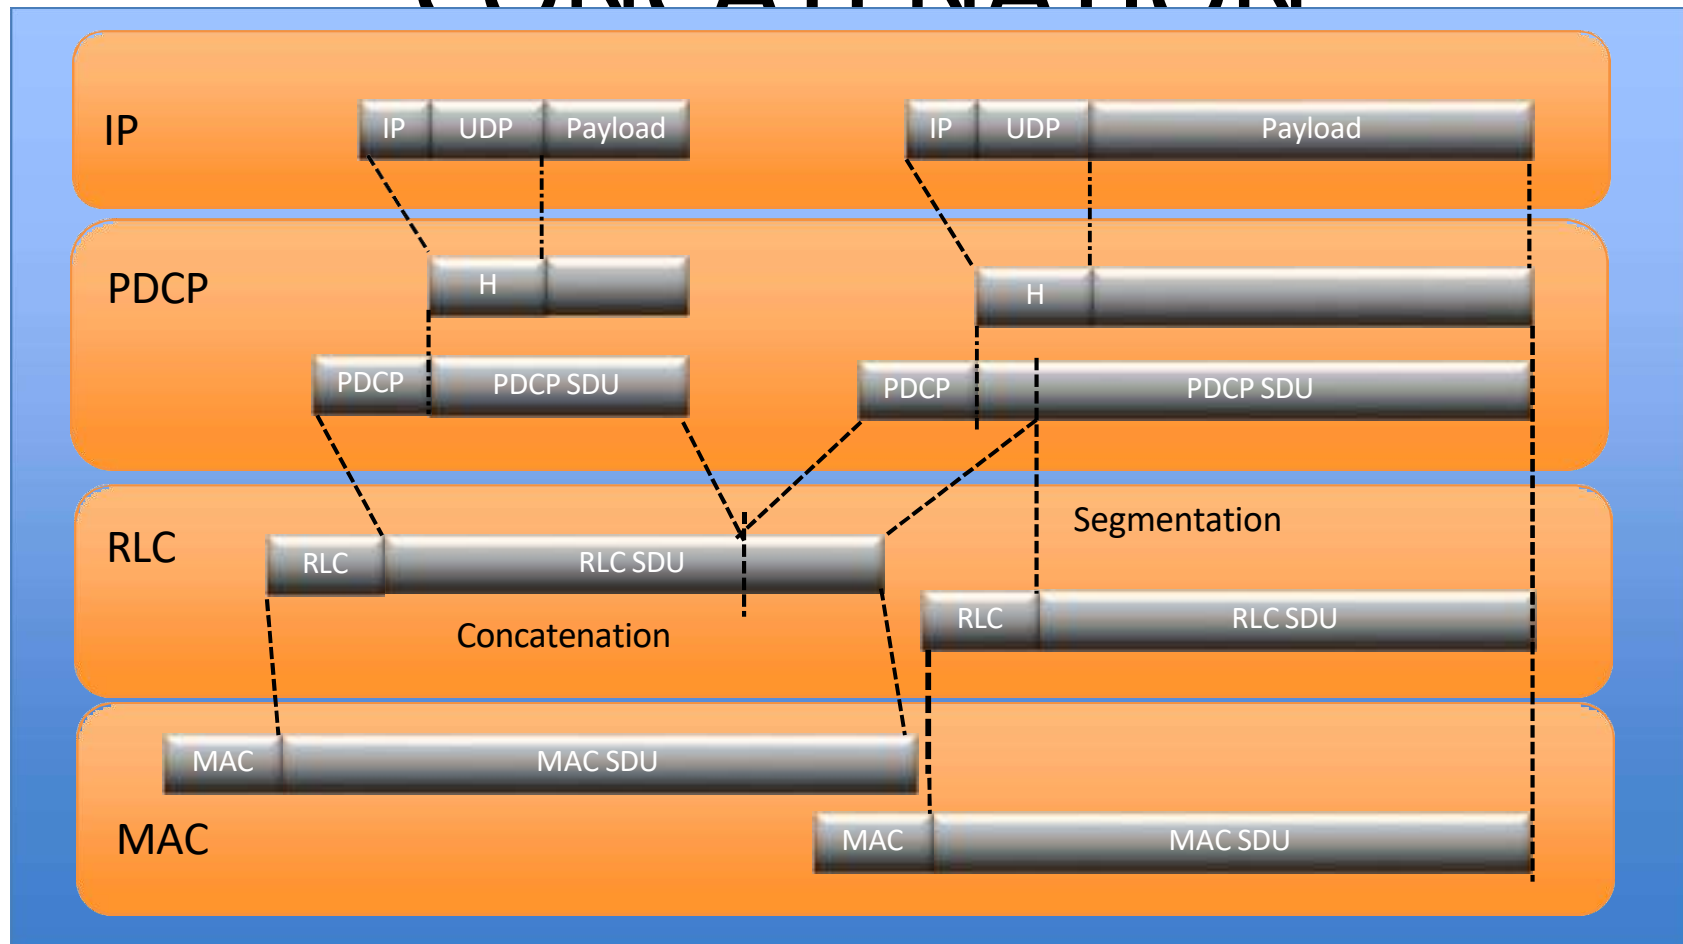 CONCATENATION
IP
IP UDP Payload
IP UDP Payload
PDCP
H
H
PDCP PDCP SDU
PDCP PDCP SDU
RLC
Segmentation
RLC RLC SDU
RLC RLC SDU
Concatenation
MAC MAC SDU
MAC
MAC MAC SDU